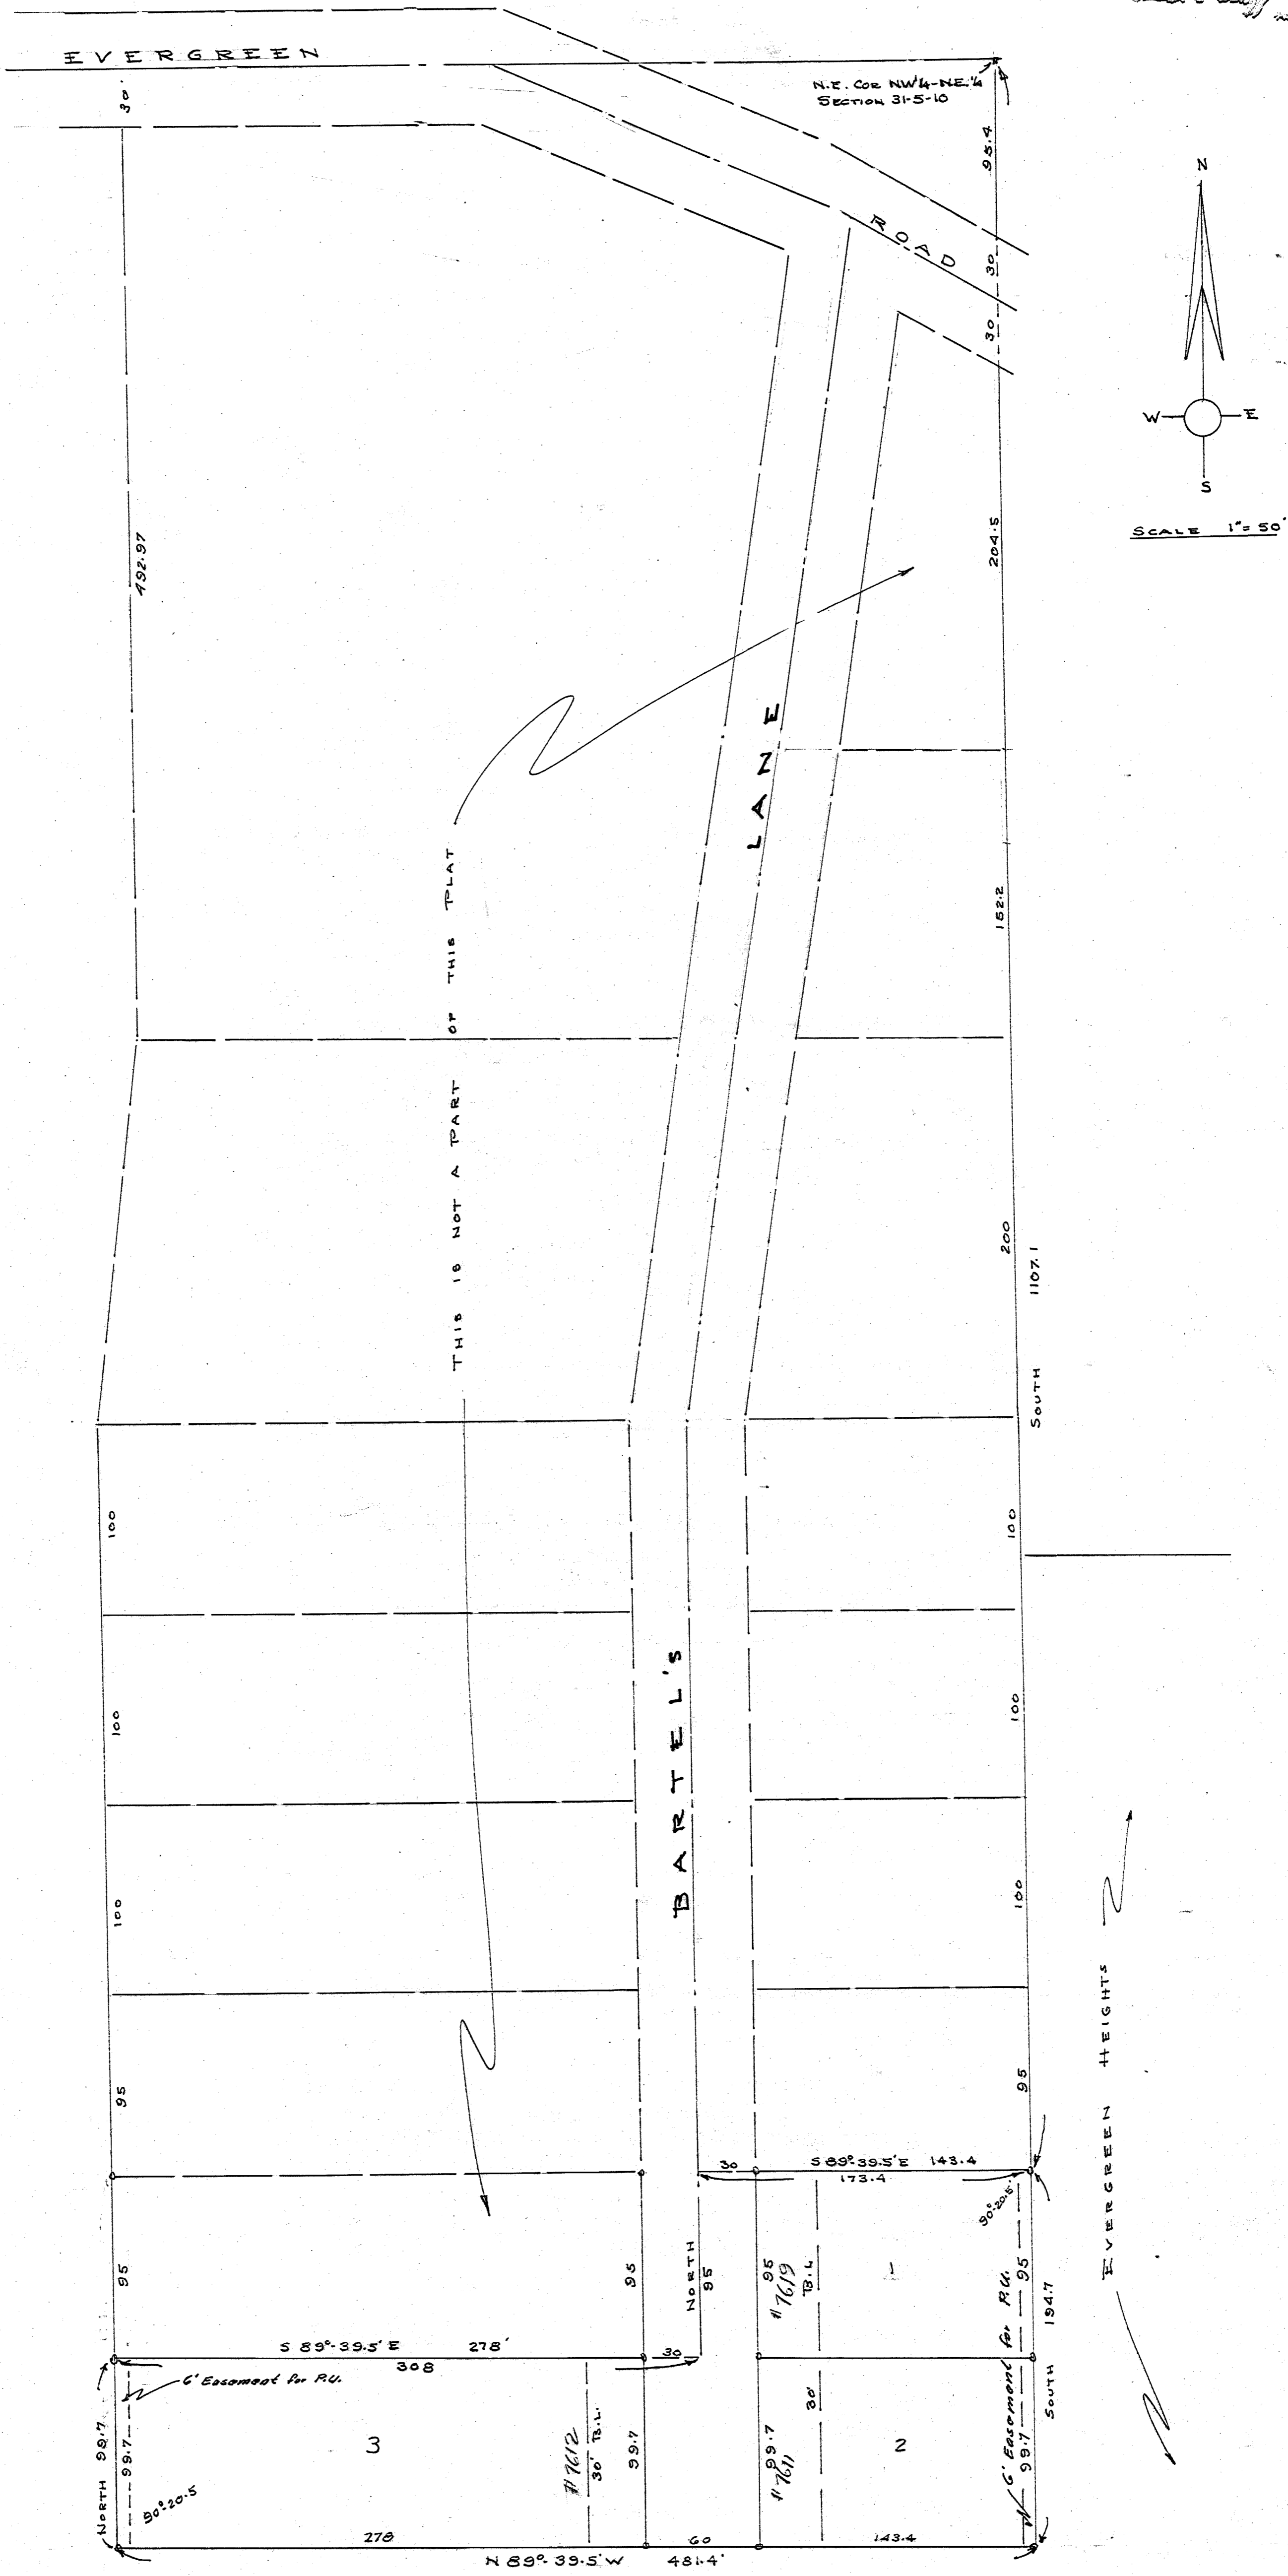 EVERGREEN
30
N.E. COR NW¼-N.E.¼
SECTION 31-5-10
95.4
ROAD
30
30
N
W
E
S
SCALE 1"= 50'
204.5
LANE
152.2
THIS IS NOT A PART OF THIS PLAT
200
SOUTH 1107.1
100
100
100
100
BARTEL'S
100
100
95
95
EVERGREEN HEIGHTS
30
S 89°-39.5' E 143.4
173.4
90°-20.5'
95
95
NORTH
95
95
#7619
B.L.
1
95
6' Easement for P.U.
SOUTH 194.7
S 89°-39.5' E 278'
308
30
6' Easement for P.U.
NORTH 99.7
99.7
90°-20.5
3
#7612
30' B.L.
99.7
99.7
#7611
30'
2
99.7
278
60
143.4
N 89°-39.5' W 481.4'